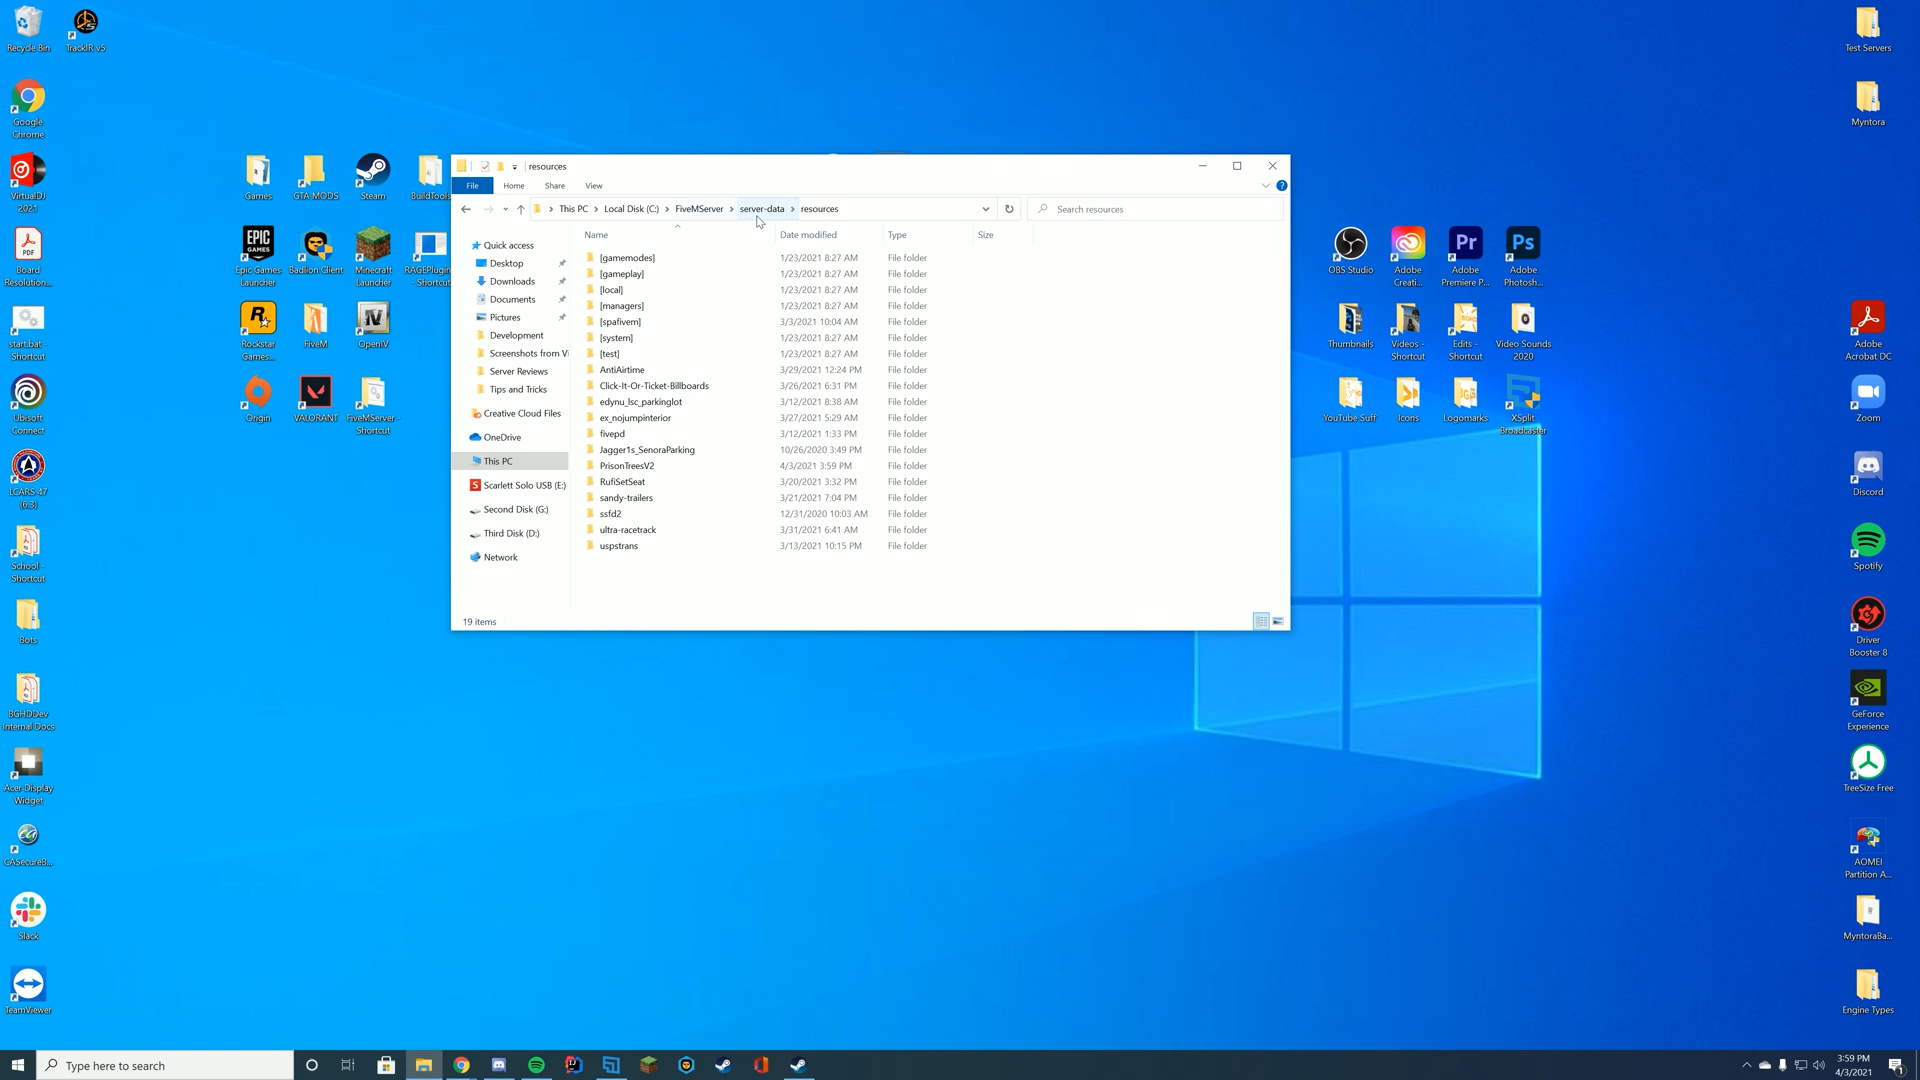 Recycle Bin
TrackIR v5
Google
Chrome
VirtualDJ
2021
Board
Resolution...
start.bat -
Shortcut
Ubisoft
Connect
LCARS 47
(6.3)
School -
Shortcut
Bots
BGHDDev
Internal Docs
Acer Display
Widget
CASecureB...
Slack
TeamViewer
Games
GTA MODS
Steam
BuildTools
Epic Games
Launcher
Badlion Client
Minecraft
Launcher
RAGEPlugin
- Shortcut
Rockstar
Games...
FiveM
OpenIV
Origin
VALORANT
FiveMServer -
Shortcut
resources
File
Home
Share
View
This PC
Local Disk (C:)
FiveMServer
server-data
resources
Search resources
Quick access
Desktop
Downloads
Documents
Pictures
Development
Screenshots from Vi
Server Reviews
Tips and Tricks
Creative Cloud Files
OneDrive
This PC
Scarlett Solo USB (E:)
Second Disk (G:)
Third Disk (D:)
Network
Name Date modified Type Size
[gamemodes] 1/23/2021 8:27 AM File folder
[gameplay] 1/23/2021 8:27 AM File folder
[local] 1/23/2021 8:27 AM File folder
[managers] 1/23/2021 8:27 AM File folder
[spafivem] 3/3/2021 10:04 AM File folder
[system] 1/23/2021 8:27 AM File folder
[test] 1/23/2021 8:27 AM File folder
AntiAirtime 3/29/2021 12:24 PM File folder
Click-It-Or-Ticket-Billboards 3/26/2021 6:31 PM File folder
edynu_lsc_parkinglot 3/12/2021 8:38 AM File folder
ex_nojumpinterior 3/27/2021 5:29 AM File folder
fivepd 3/12/2021 1:33 PM File folder
Jagger1s_SenoraParking 10/26/2020 3:49 PM File folder
PrisonTreesV2 4/3/2021 3:59 PM File folder
RufiSetSeat 3/20/2021 3:32 PM File folder
sandy-trailers 3/21/2021 7:04 PM File folder
ssfd2 12/31/2020 10:03 AM File folder
ultra-racetrack 3/31/2021 6:41 AM File folder
uspstrans 3/13/2021 10:15 PM File folder
19 items
OBS Studio
Adobe
Creati...
Adobe
Premiere P...
Adobe
Photosh...
Thumbnails
Videos -
Shortcut
Edits -
Shortcut
Video Sounds
2020
YouTube Suff
Icons
Logomarks
XSplit
Broadcaster
Test Servers
Myntora
Adobe
Acrobat DC
Zoom
Discord
Spotify
Driver
Booster 8
GeForce
Experience
TreeSize Free
AOMEI
Partition A...
MyntoraBa...
Engine Types
Type here to search
3:59 PM
4/3/2021